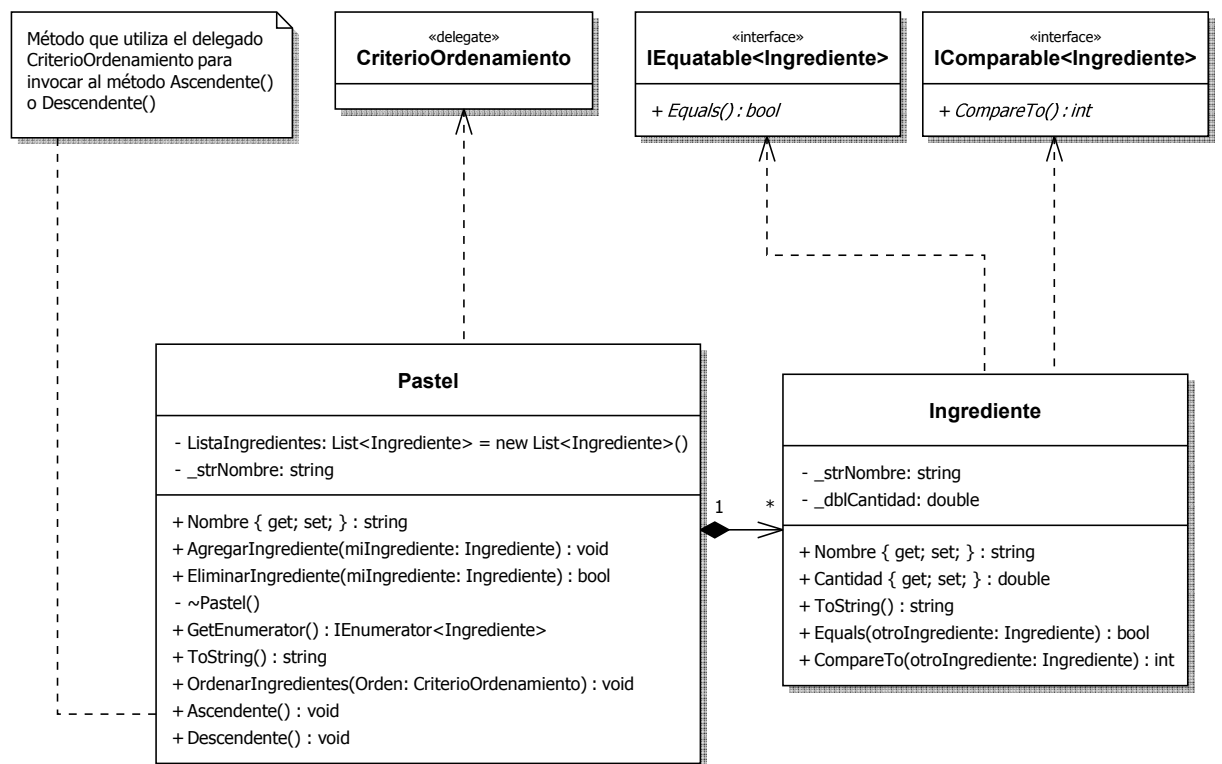 Método que utiliza el delegado
CriterioOrdenamiento para
invocar al método Ascendente()
o Descendente()
«delegate»
CriterioOrdenamiento
«interface»
IEquatable<Ingrediente>
+ Equals() : bool
«interface»
IComparable<Ingrediente>
+ CompareTo() : int
Pastel
- ListaIngredientes: List<Ingrediente> = new List<Ingrediente>()
- _strNombre: string
+ Nombre { get; set; } : string
+ AgregarIngrediente(miIngrediente: Ingrediente) : void
+ EliminarIngrediente(miIngrediente: Ingrediente) : bool
- ~Pastel()
+ GetEnumerator() : IEnumerator<Ingrediente>
+ ToString() : string
+ OrdenarIngredientes(Orden: CriterioOrdenamiento) : void
+ Ascendente() : void
+ Descendente() : void
1 *
Ingrediente
- _strNombre: string
- _dblCantidad: double
+ Nombre { get; set; } : string
+ Cantidad { get; set; } : double
+ ToString() : string
+ Equals(otroIngrediente: Ingrediente) : bool
+ CompareTo(otroIngrediente: Ingrediente) : int